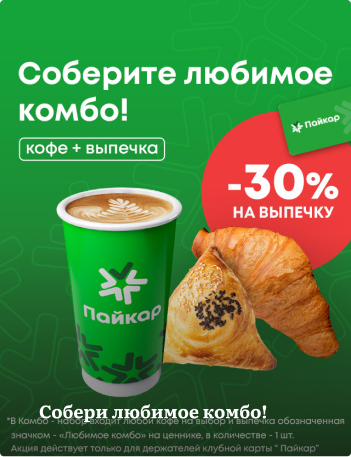 Соберите любимое
комбо!
кофе + выпечка
Пайкар
-30%
НА ВЫПЕЧКУ
Пайкар
Собери любимое комбо!
*В Комбо - набор входит любой кофе на выбор и выпечка обозначенная
значком - «Любимое комбо» на ценнике, в количестве - 1 шт.
Акция действует только для держателей клубной карты " Пайкар"